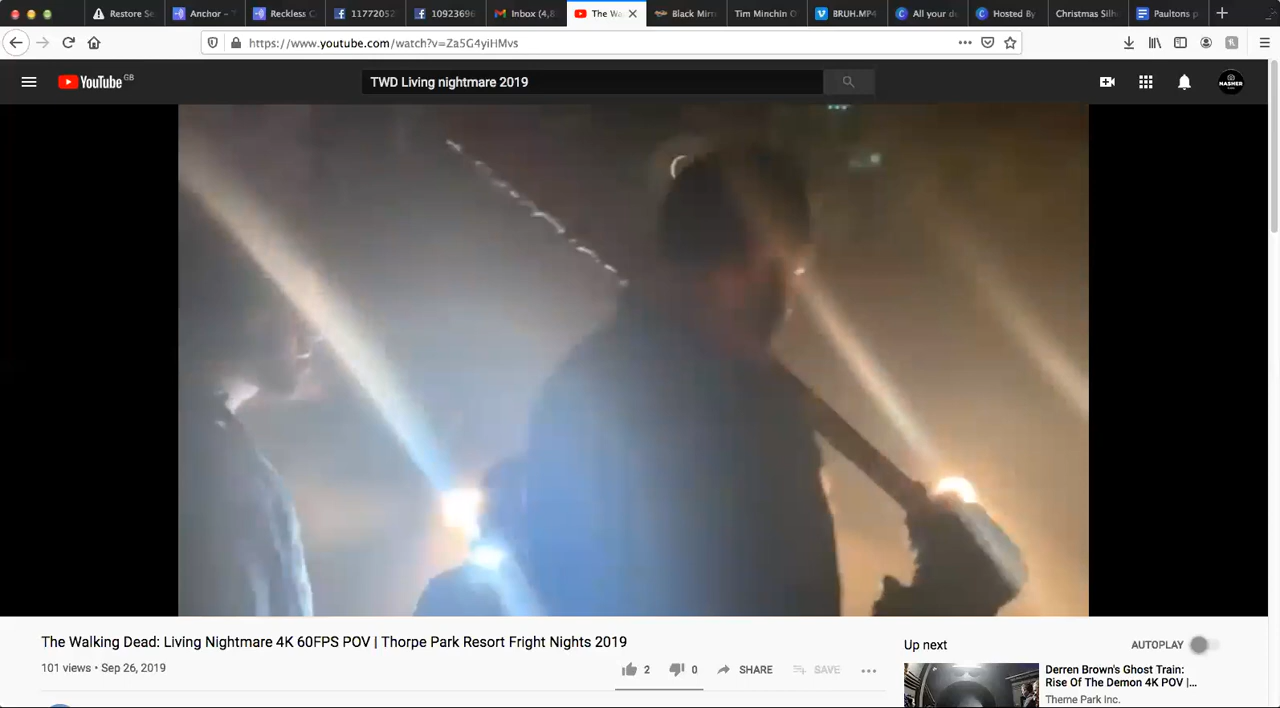 Restore Se
Anchor – T
Reckless C
1177205
1092369
Inbox (4,8
The Wa
Black Mirr
Tim Minchin O
BRUH.MP4
All your de
Hosted By
Christmas Silh
Paultons p
https://www.youtube.com/watch?v=Za5G4yiHMvs
YouTube GB
TWD Living nightmare 2019
NASHER
The Walking Dead: Living Nightmare 4K 60FPS POV | Thorpe Park Resort Fright Nights 2019
101 views • Sep 26, 2019
2
0
SHARE
SAVE
Up next
AUTOPLAY
Derren Brown's Ghost Train:
Rise Of The Demon 4K POV |...
Theme Park Inc.